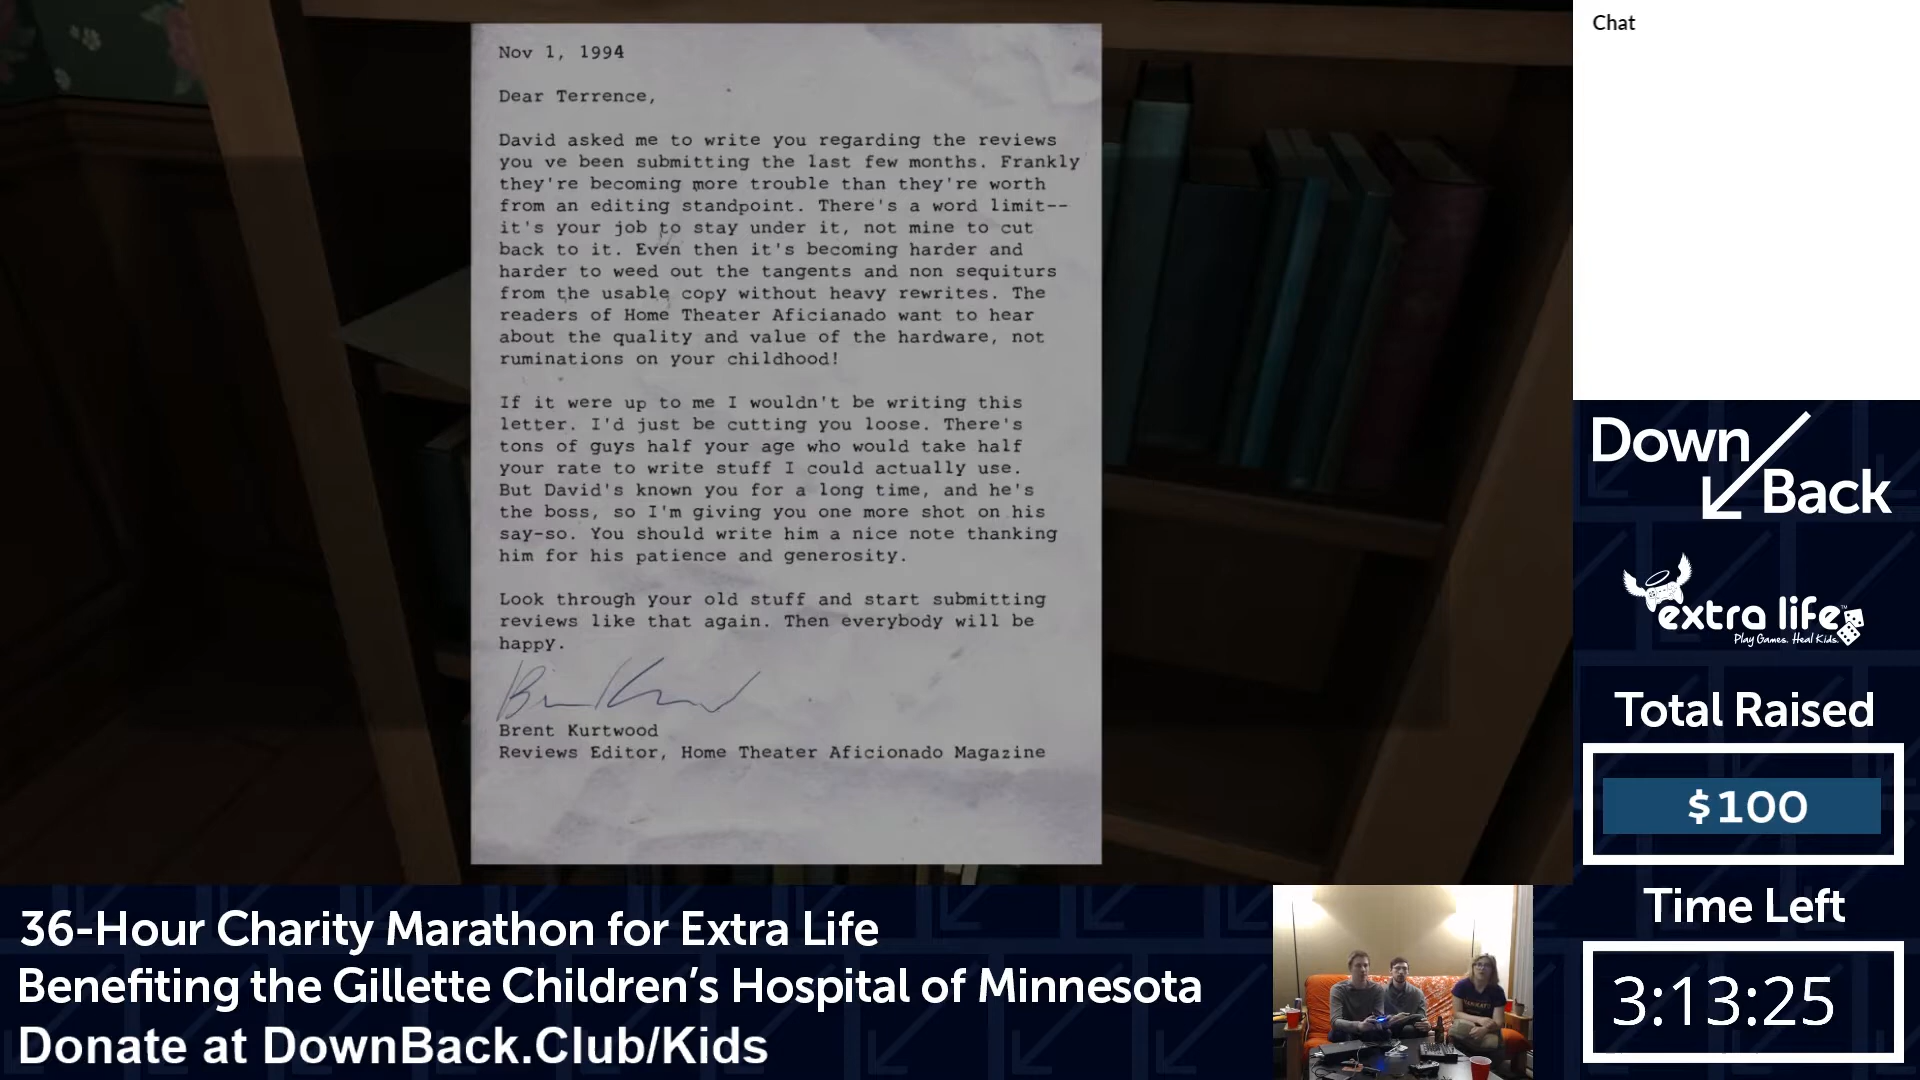 Nov 1, 1994
Dear Terrence,
David asked me to write you regarding the reviews
you ve been submitting the last few months. Frankly
they're becoming more trouble than they're worth
from an editing standpoint. There's a word limit--
it's your job to stay under it, not mine to cut
back to it. Even then it's becoming harder and
harder to weed out the tangents and non sequiturs
from the usable copy without heavy rewrites. The
readers of Home Theater Aficianado want to hear
about the quality and value of the hardware, not
ruminations on your childhood!
If it were up to me I wouldn't be writing this
letter. I'd just be cutting you loose. There's
tons of guys half your age who would take half
your rate to write stuff I could actually use.
But David's known you for a long time, and he's
the boss, so I'm giving you one more shot on his
say-so. You should write him a nice note thanking
him for his patience and generosity.
Look through your old stuff and start submitting
reviews like that again. Then everybody will be
happy.
Brent Kurtwood
Reviews Editor, Home Theater Aficionado Magazine
Chat
Down
Back
extra life
Play Games. Heal Kids.
Total Raised
$100
Time Left
3:13:25
36-Hour Charity Marathon for Extra Life
Benefiting the Gillette Children’s Hospital of Minnesota
Donate at DownBack.Club/Kids